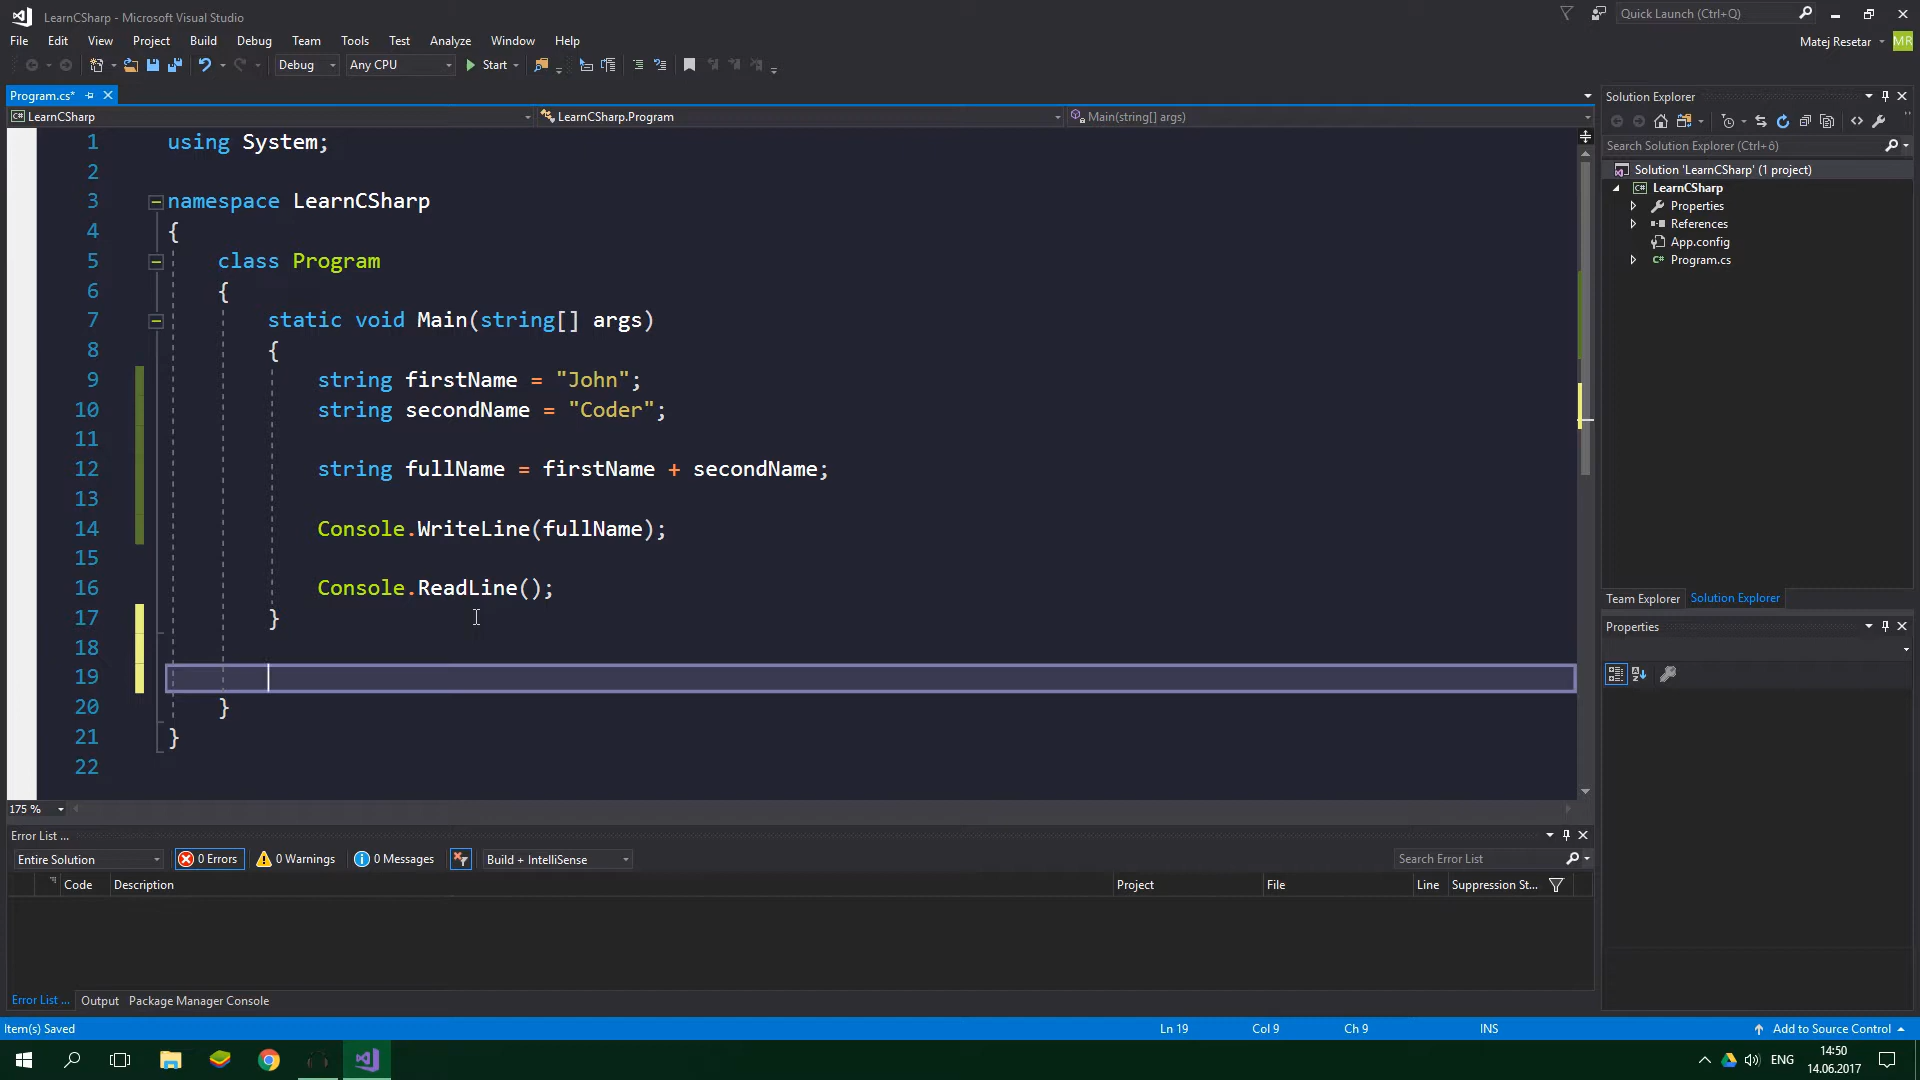 LearnCSharp - Microsoft Visual Studio
Quick Launch (Ctrl+Q)
File Edit View Project Build Debug Team Tools Test Analyze Window Help
Matej Resetar MR
Debug Any CPU Start
Program.cs*
LearnCSharp LearnCSharp.Program Main(string[] args)
1 using System;
2
3 namespace LearnCSharp
4 {
5 class Program
6 {
7 static void Main(string[] args)
8 {
9 string firstName = "John";
10 string secondName = "Coder";
11
12 string fullName = firstName + secondName;
13
14 Console.WriteLine(fullName);
15
16 Console.ReadLine();
17 }
18
19
20 }
21 }
22
175 %
Solution Explorer
Search Solution Explorer (Ctrl+ô)
Solution 'LearnCSharp' (1 project)
LearnCSharp
Properties
References
App.config
Program.cs
Team Explorer Solution Explorer
Properties
Error List ...
Entire Solution 0 Errors 0 Warnings 0 Messages Build + IntelliSense Search Error List
Code Description Project File Line Suppression St...
Error List ... Output Package Manager Console
Item(s) Saved Ln 19 Col 9 Ch 9 INS Add to Source Control
ENG 14:50
14.06.2017